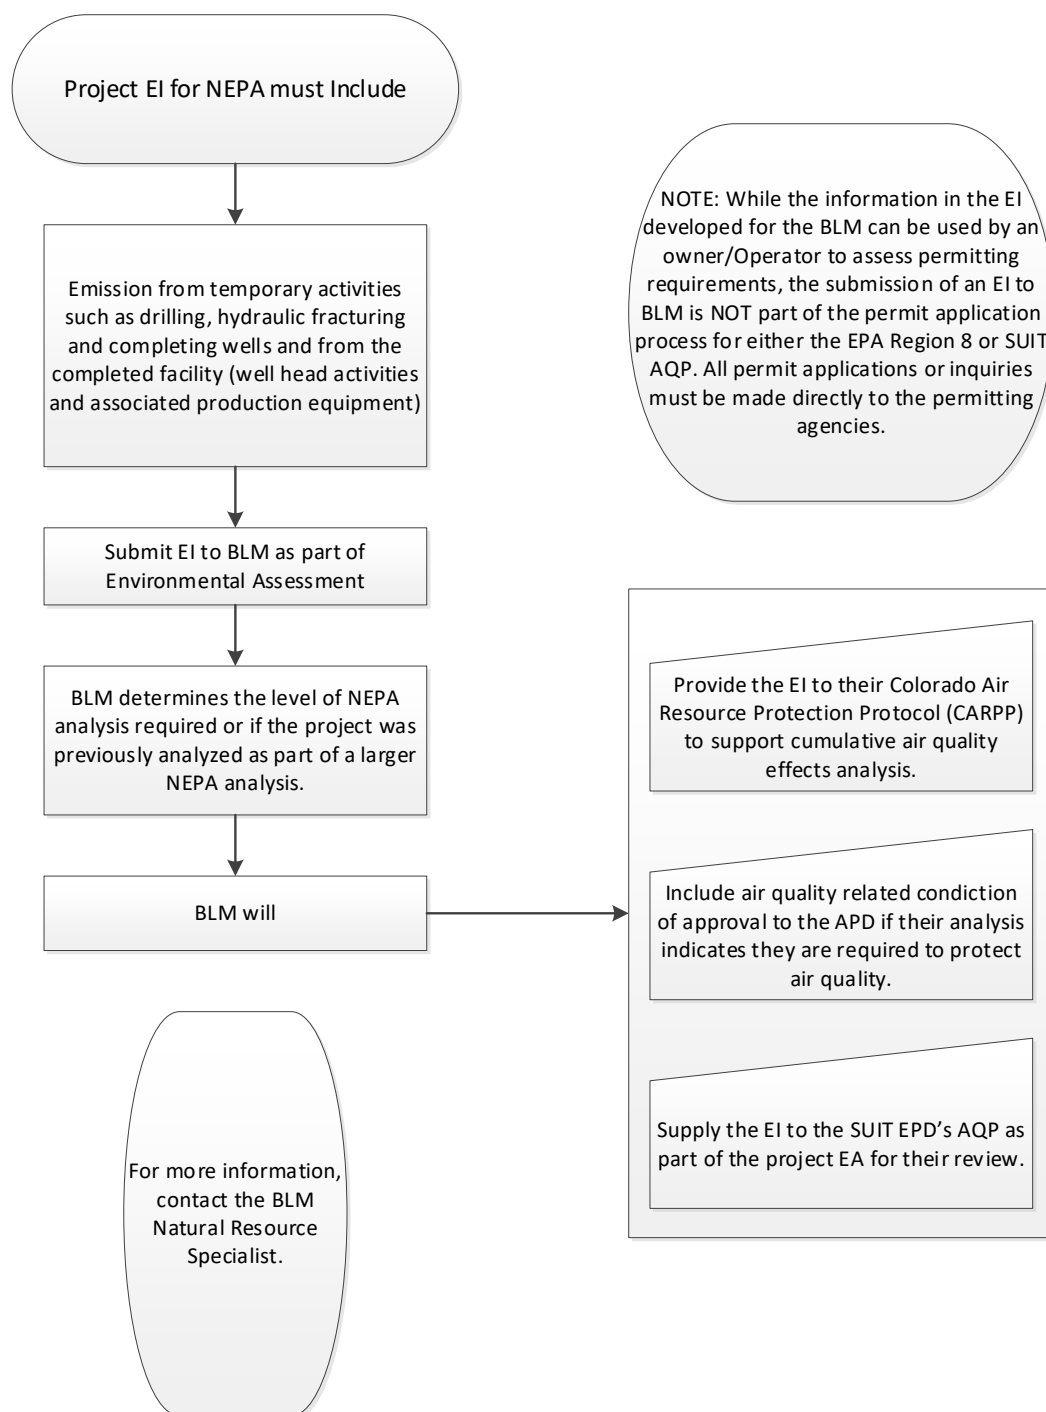 Project EI for NEPA must Include
Emission from temporary activities
such as drilling, hydraulic fracturing
and completing wells and from the
completed facility (well head activities
and associated production equipment)
Submit EI to BLM as part of
Environmental Assessment
BLM determines the level of NEPA
analysis required or if the project was
previously analyzed as part of a larger
NEPA analysis.
BLM will
For more information,
contact the BLM
Natural Resource
Specialist.
NOTE: While the information in the EI
developed for the BLM can be used by an
owner/Operator to assess permitting
requirements, the submission of an EI to
BLM is NOT part of the permit application
process for either the EPA Region 8 or SUIT
AQP. All permit applications or inquiries
must be made directly to the permitting
agencies.
Provide the EI to their Colorado Air
Resource Protection Protocol (CARPP)
to support cumulative air quality
effects analysis.
Include air quality related condiction
of approval to the APD if their analysis
indicates they are required to protect
air quality.
Supply the EI to the SUIT EPD’s AQP as
part of the project EA for their review.